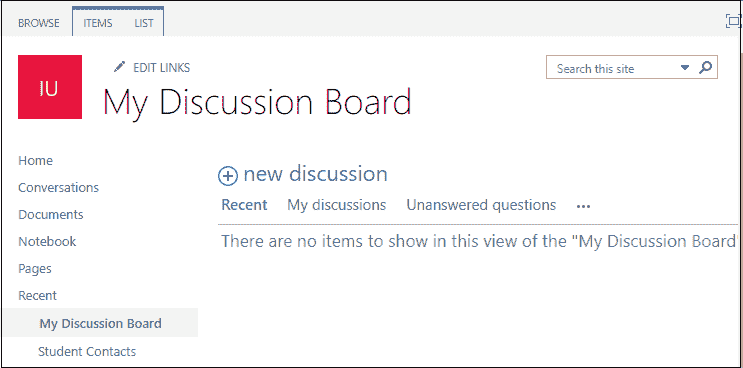 BROWSE ITEMS LIST
IU
EDIT LINKS
Search this site
My Discussion Board
Home
Conversations
Documents
Notebook
Pages
Recent
My Discussion Board
Student Contacts
new discussion
Recent My discussions Unanswered questions ...
There are no items to show in this view of the "My Discussion Board